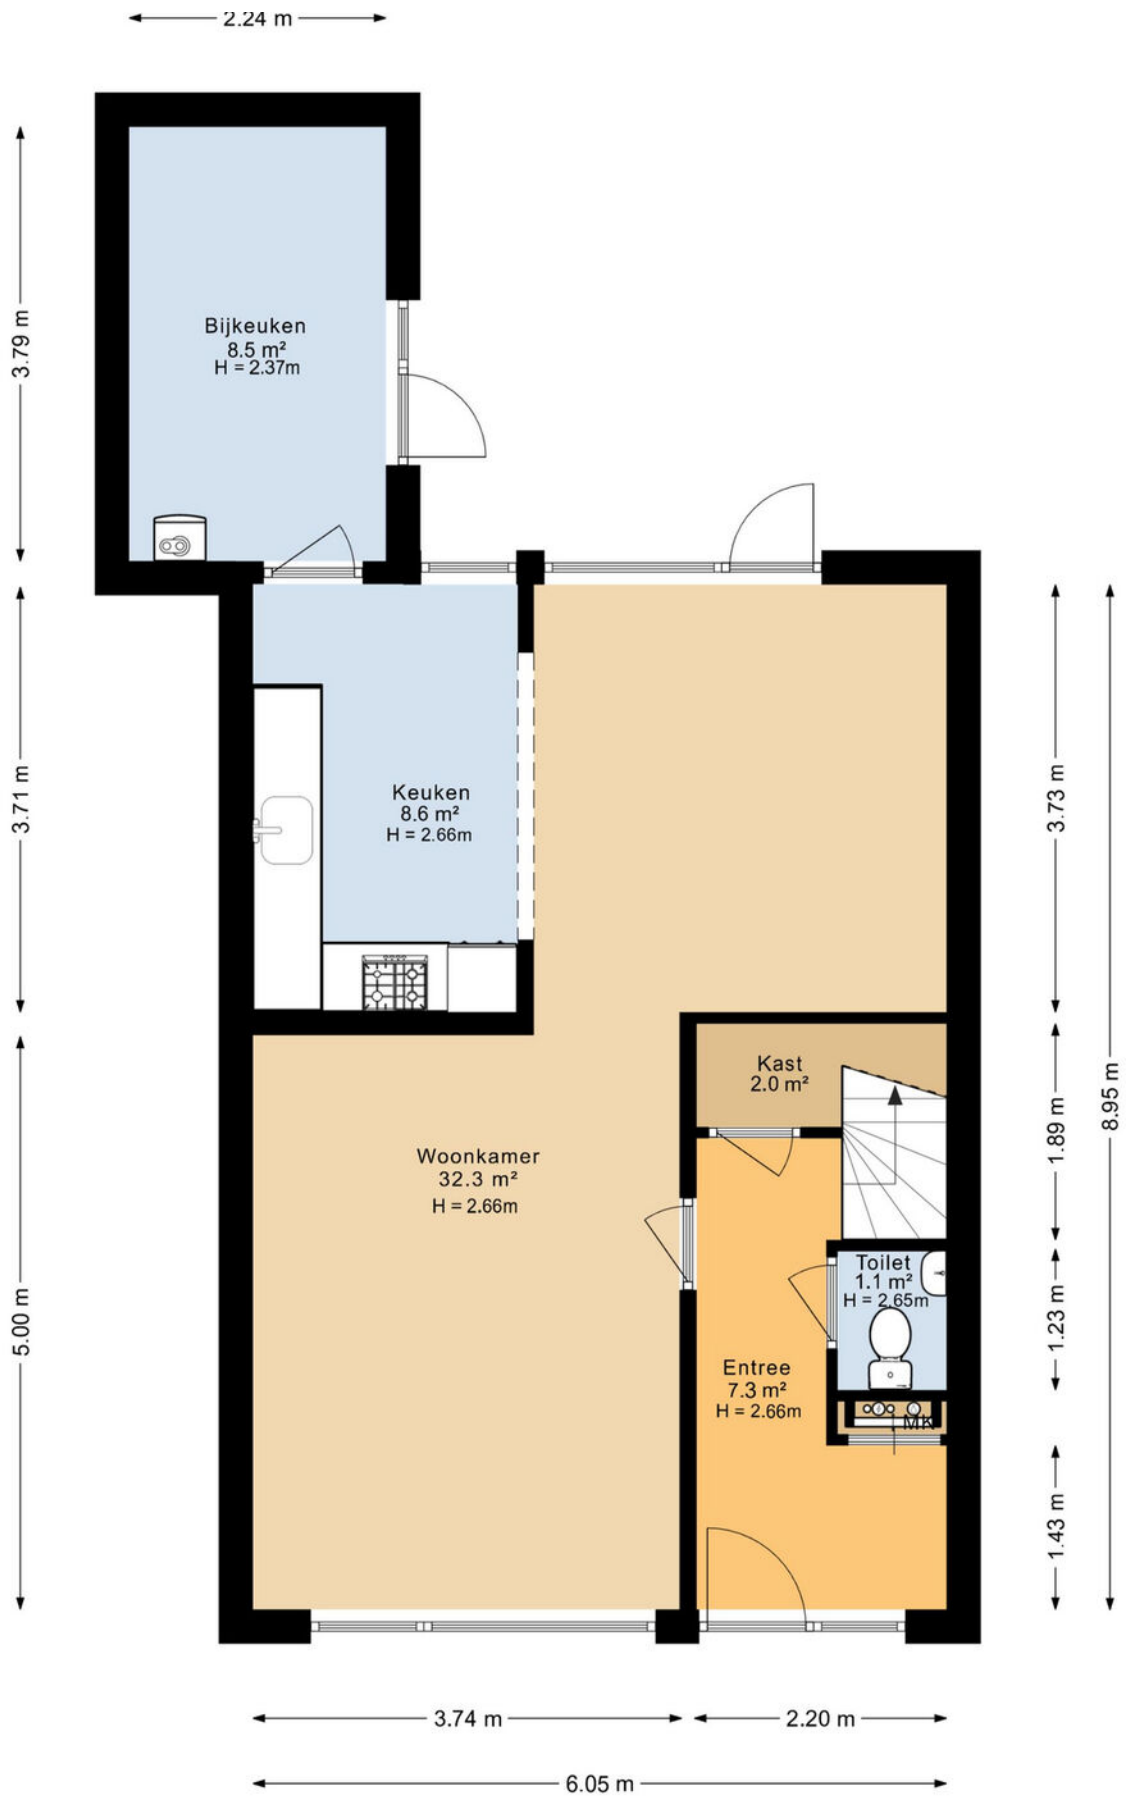 2.24 m
3.79 m
Bijkeuken
8.5 m²
H = 2.37m
3.71 m
3.73 m
Keuken
8.6 m²
H = 2.66m
Kast
2.0 m²
8.95 m
1.89 m
Woonkamer
32.3 m²
H = 2.66m
Toilet
1.1 m²
H = 2.65m
5.00 m
1.23 m
Entree
7.3 m²
H = 2.66m
MK
1.43 m
3.74 m
2.20 m
6.05 m